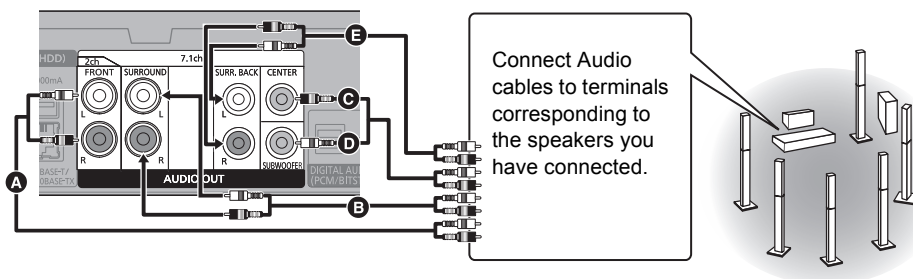 (HDD)
2ch
7.1ch
FRONT
SURROUND
SURR. BACK
CENTER
L
L
L
R
R
R
SUBWOOFER
AUDIO OUT
DIGITAL AU
(PCM/BITST
BASE-T/
0BASE-TX
00mA
A
B
C
D
E
Connect Audio
cables to terminals
corresponding to
the speakers you
have connected.